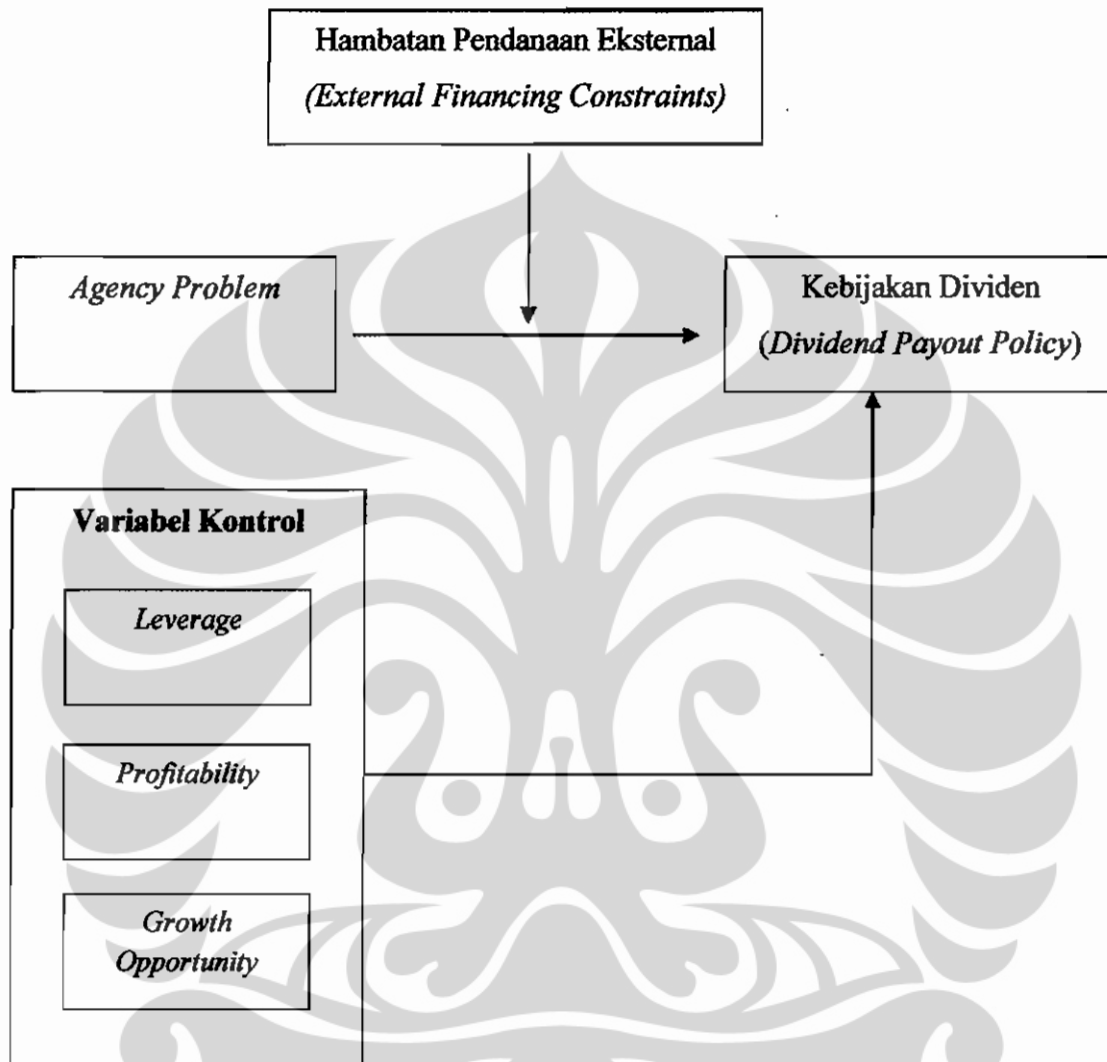 Hambatan Pendanaan Eksternal
(External Financing Constraints)
Agency Problem
Kebijakan Dividen
(Dividend Payout Policy)
Variabel Kontrol
Leverage
Profitability
Growth
Opportunity